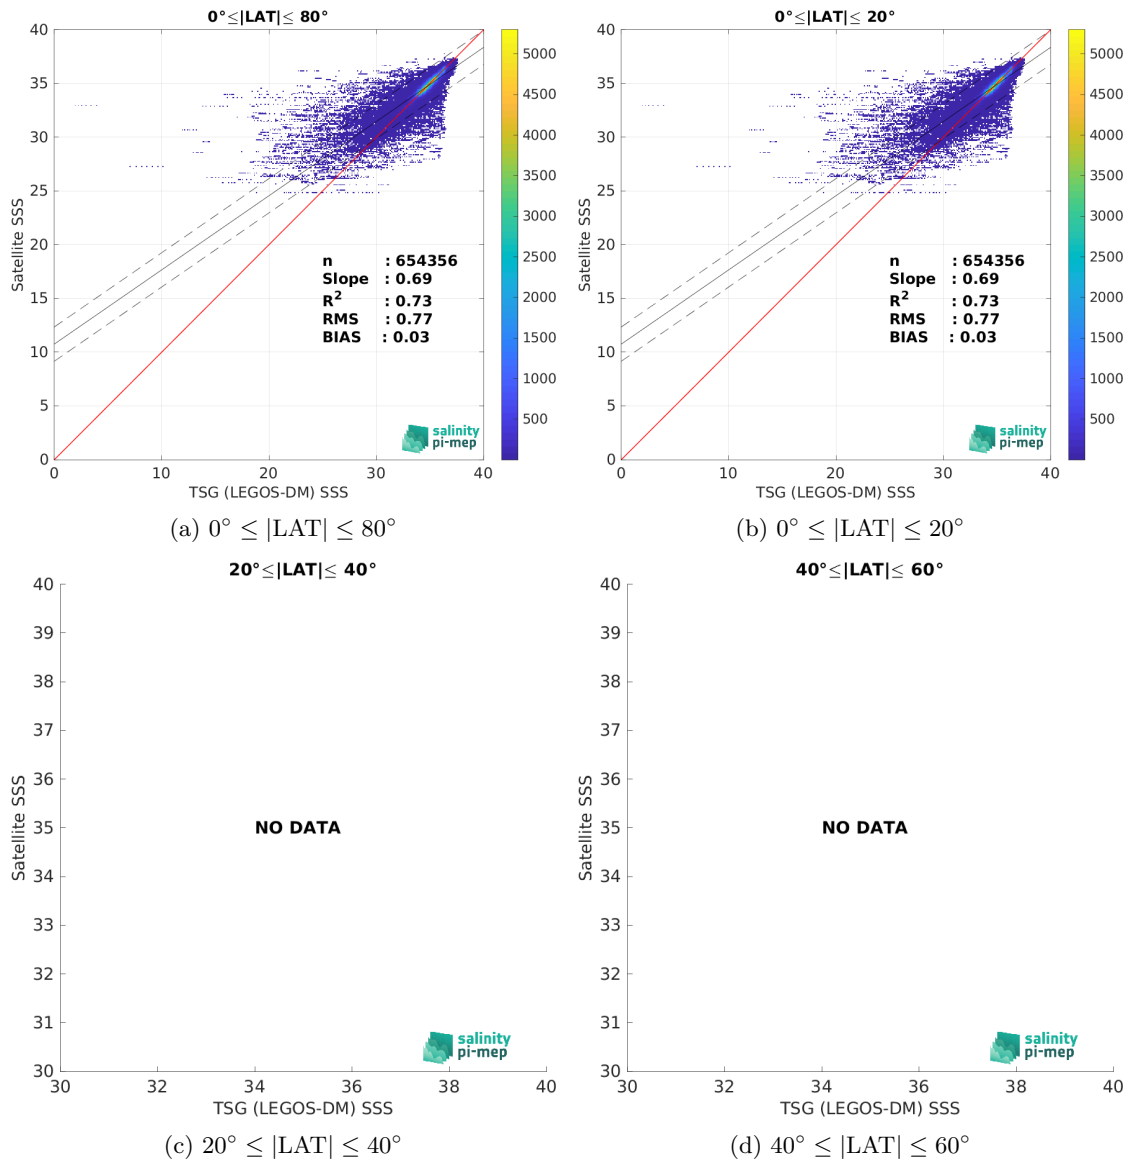 0°≤|LAT|≤ 80°
40
35
30
25
20
15
10
5
0
0
10
20
30
40
5000
4500
4000
3500
3000
2500
2000
1500
1000
500
Satellite SSS
TSG (LEGOS-DM) SSS
n : 654356
Slope : 0.69
R² : 0.73
RMS : 0.77
BIAS : 0.03
salinity
pi-mep
(a) 0° ≤ |LAT| ≤ 80°
0°≤|LAT|≤ 20°
40
35
30
25
20
15
10
5
0
0
10
20
30
40
5000
4500
4000
3500
3000
2500
2000
1500
1000
500
Satellite SSS
TSG (LEGOS-DM) SSS
n : 654356
Slope : 0.69
R² : 0.73
RMS : 0.77
BIAS : 0.03
salinity
pi-mep
(b) 0° ≤ |LAT| ≤ 20°
20°≤|LAT|≤ 40°
40
39
38
37
36
35
34
33
32
31
30
30
32
34
36
38
40
Satellite SSS
NO DATA
TSG (LEGOS-DM) SSS
salinity
pi-mep
(c) 20° ≤ |LAT| ≤ 40°
40°≤|LAT|≤ 60°
40
39
38
37
36
35
34
33
32
31
30
30
32
34
36
38
40
Satellite SSS
NO DATA
TSG (LEGOS-DM) SSS
salinity
pi-mep
(d) 40° ≤ |LAT| ≤ 60°